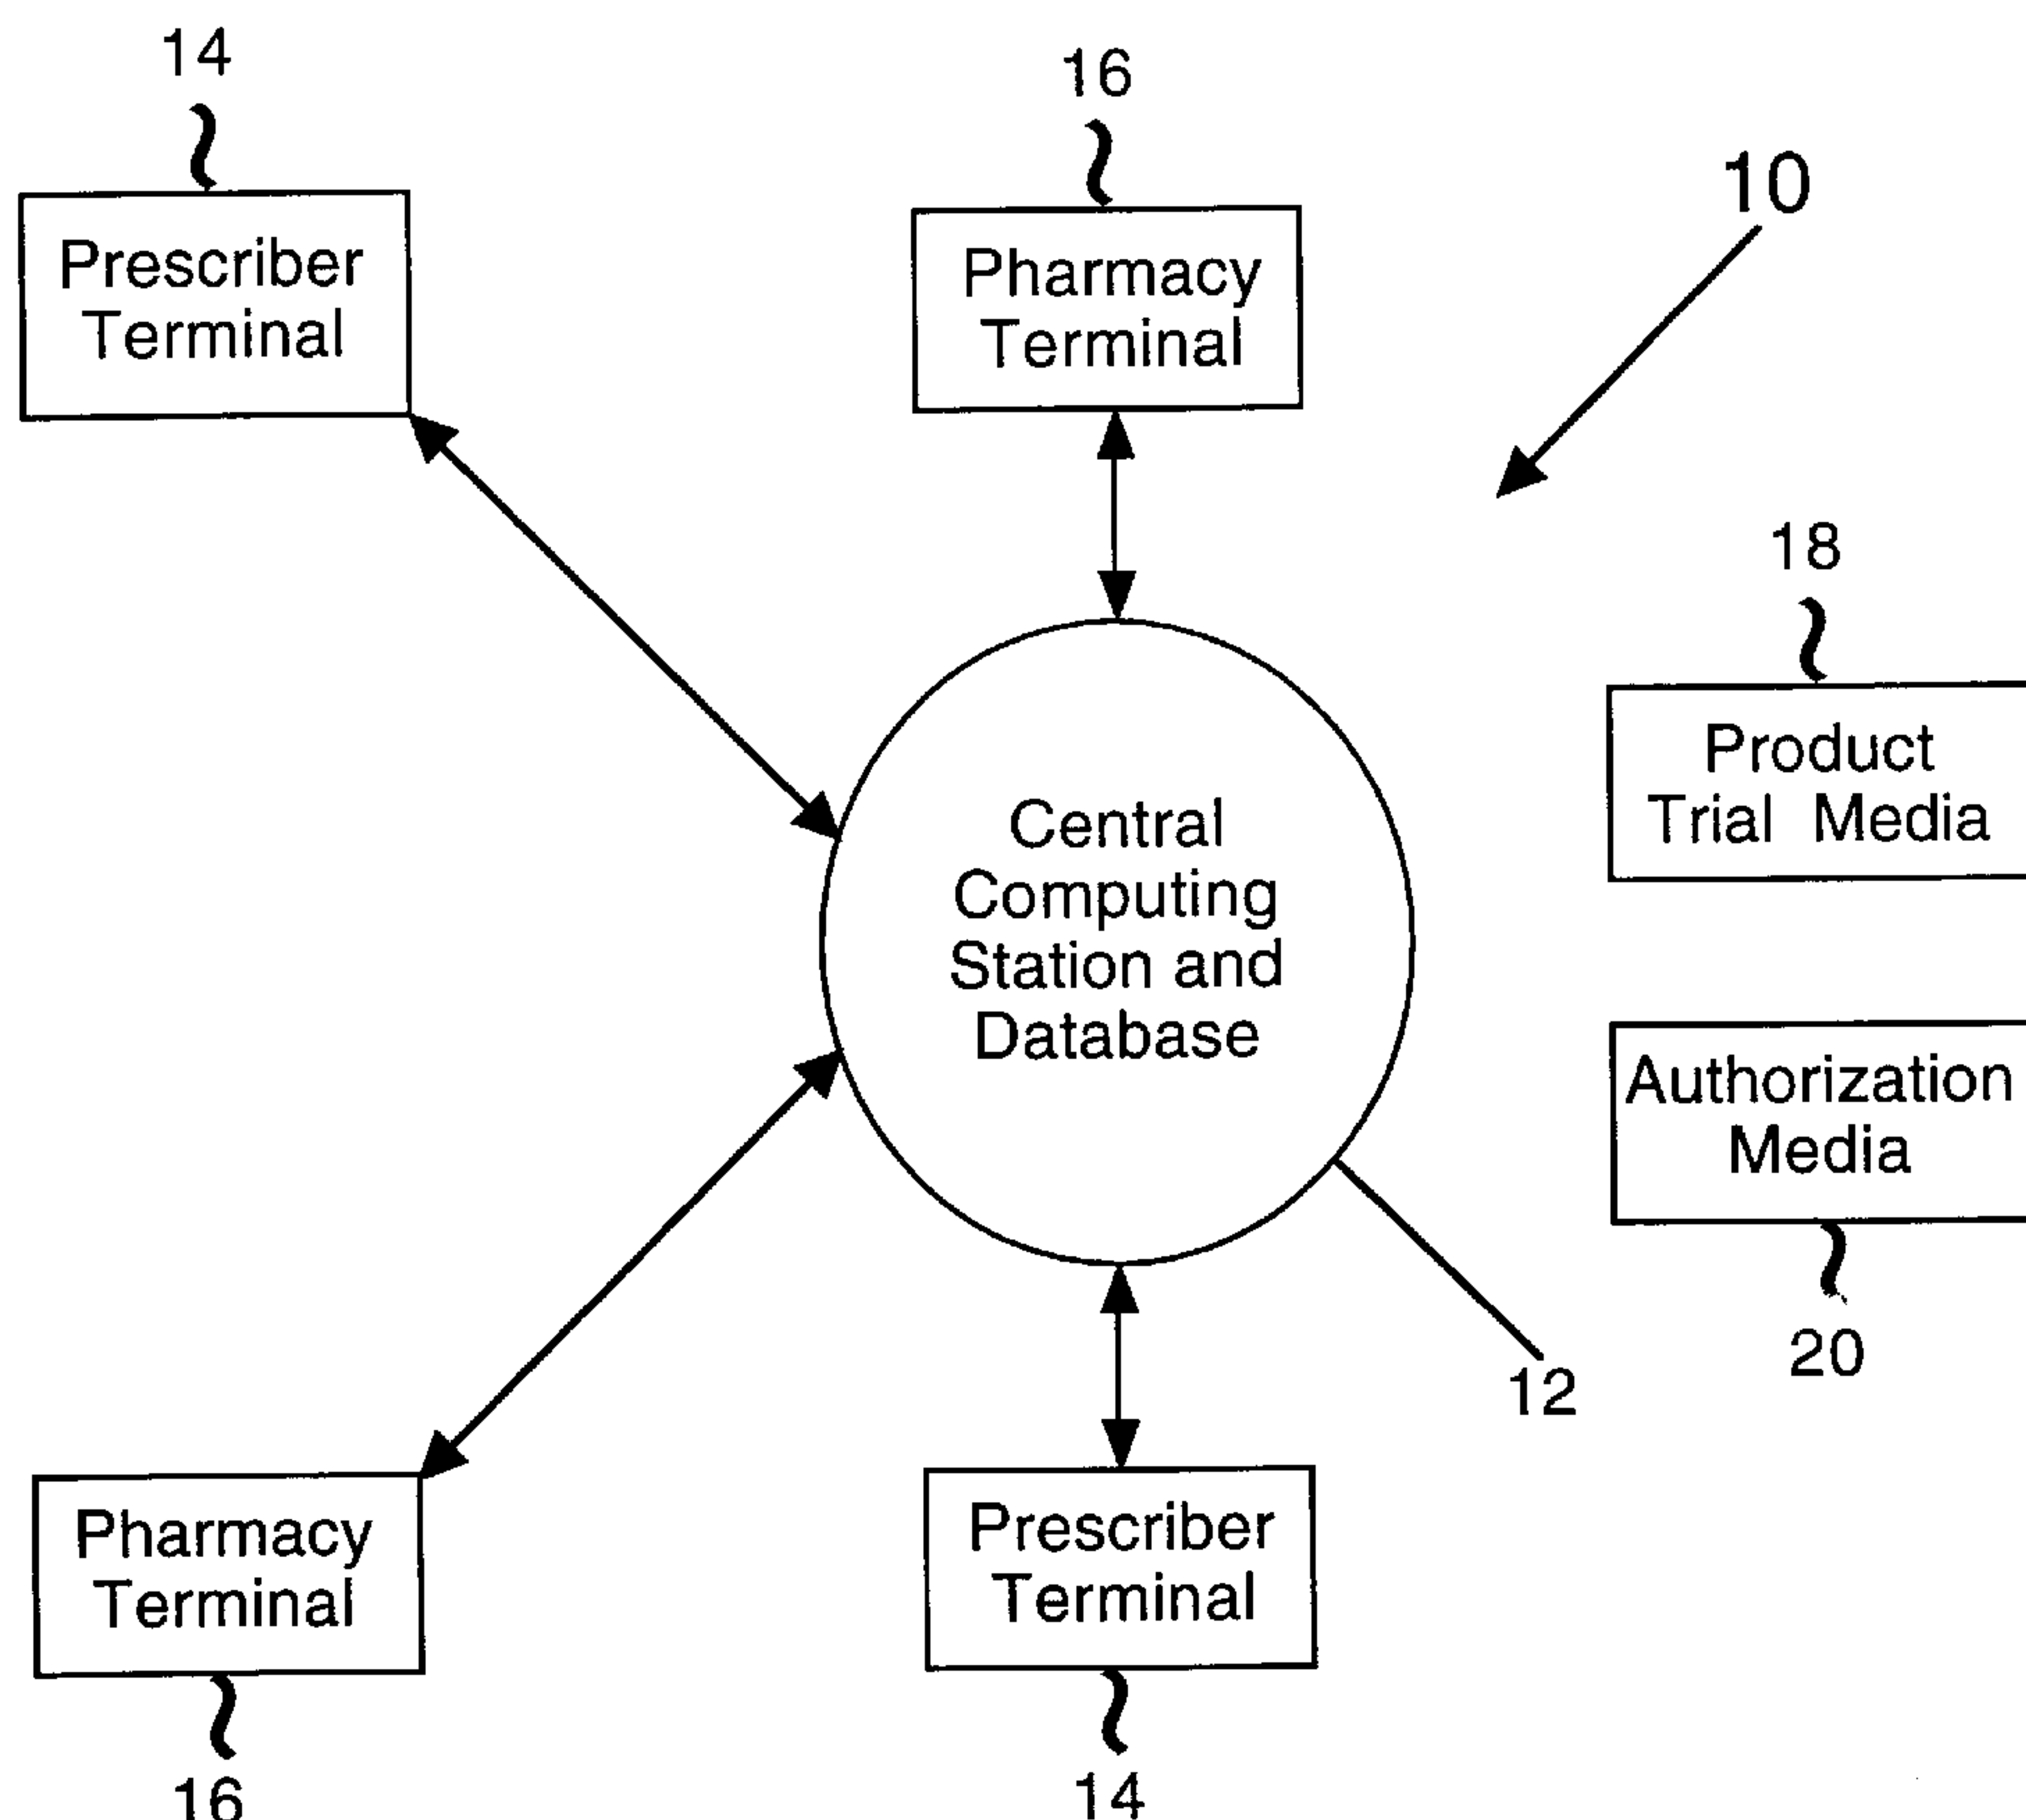 14
16
10
Prescriber
Terminal
Pharmacy
Terminal
18
Product
Trial Media
Central
Computing
Station and
Database
Authorization
Media
20
12
Pharmacy
Terminal
Prescriber
Terminal
16
14